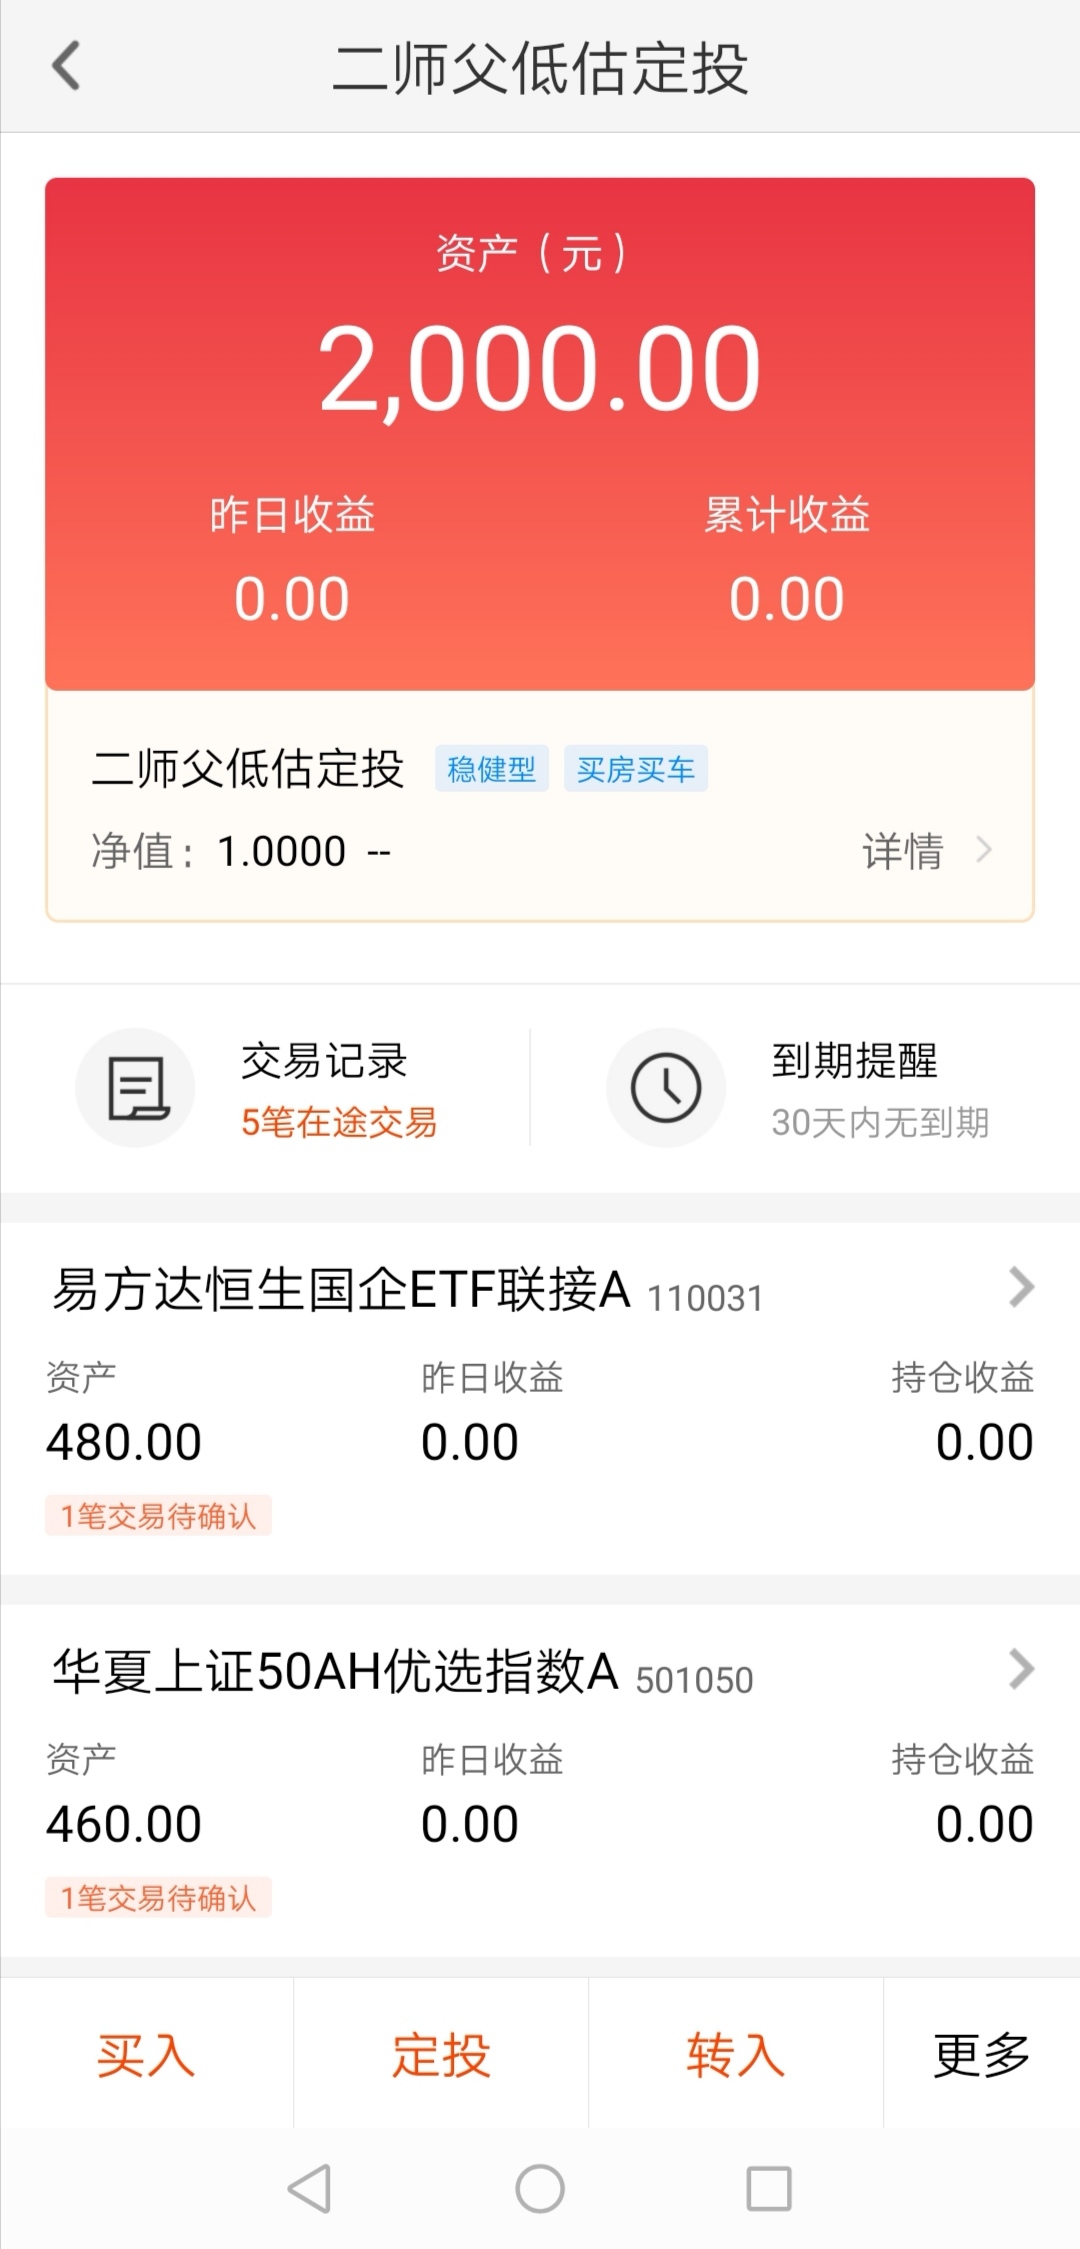 二师父低估定投
资产（元）
2,000.00
昨日收益 累计收益
0.00 0.00
二师父低估定投 稳健型 买房买车
净值：1.0000 -- 详情
交易记录 到期提醒
5笔在途交易 30天内无到期
易方达恒生国企ETF联接A 110031
资产 昨日收益 持仓收益
480.00 0.00 0.00
1笔交易待确认
华夏上证50AH优选指数A 501050
资产 昨日收益 持仓收益
460.00 0.00 0.00
1笔交易待确认
买入 定投 转入 更多